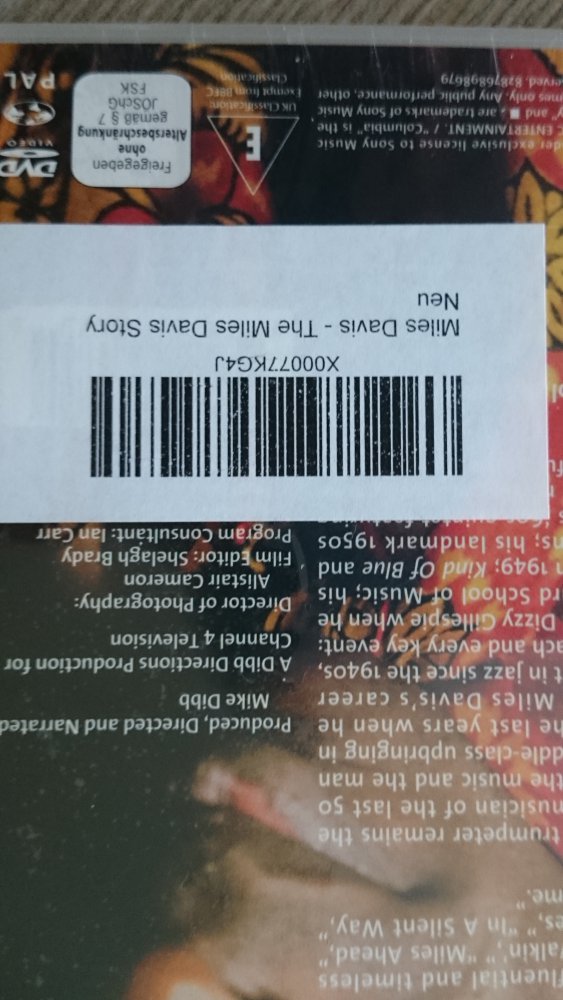 fluential and timeless
alkin'," "Miles Ahead,"
es," "In A Silent Way,"
me."
trumpeter remains the
musician of the last 50
the music and the man
ddle-class upbringing in
he last years when he
Miles Davis's career
t in jazz since the 1940s,
ach and every key event:
Dizzy Gillespie when he
rd School of Music; his
1949; Kind Of Blue and
ns; his landmark 1950s
Produced, Directed and Narrated
Mike Dibb
A Dibb Directions Production for
Channel 4 Television
Director of Photography:
Alistair Cameron
Film Editor: Shelagh Brady
Program Consultant: Ian Carr
X00077KG4J
Miles Davis - The Miles Davis Story
Neu
der exclusive license to Sony Music
C ENTERTAINMENT. / "Columbia" is the
y" and ■, are trademarks of Sony Music
mes only. Any public performance, other
served. 82876898679
E
UK Classification:
Exempt from BBFC
Classification
Freigegeben
ohne
Altersbeschränkung
gemäß § 7
JÖSchG
FSK
DVD
VIDEO
PAL